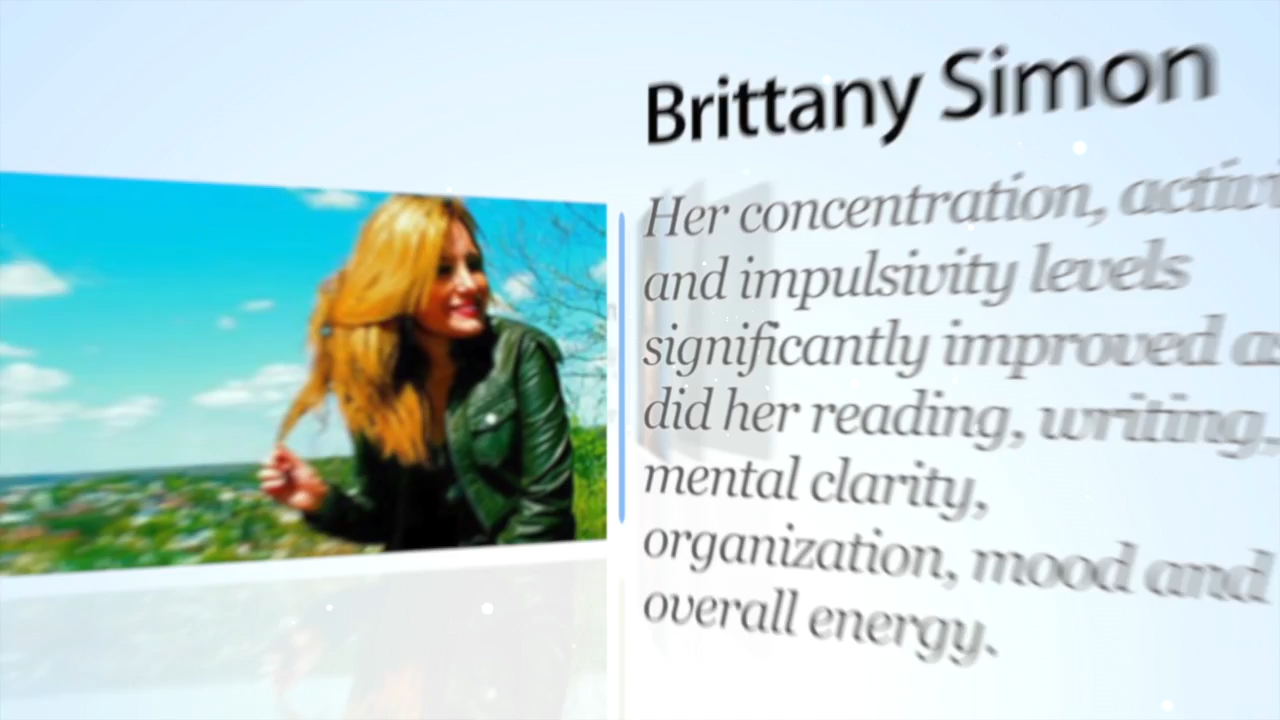 Brittany Simon
Her concentration,
and impulsivity levels
significantly improved
did her reading, writing,
mental clarity,
organization, mood and
overall energy.